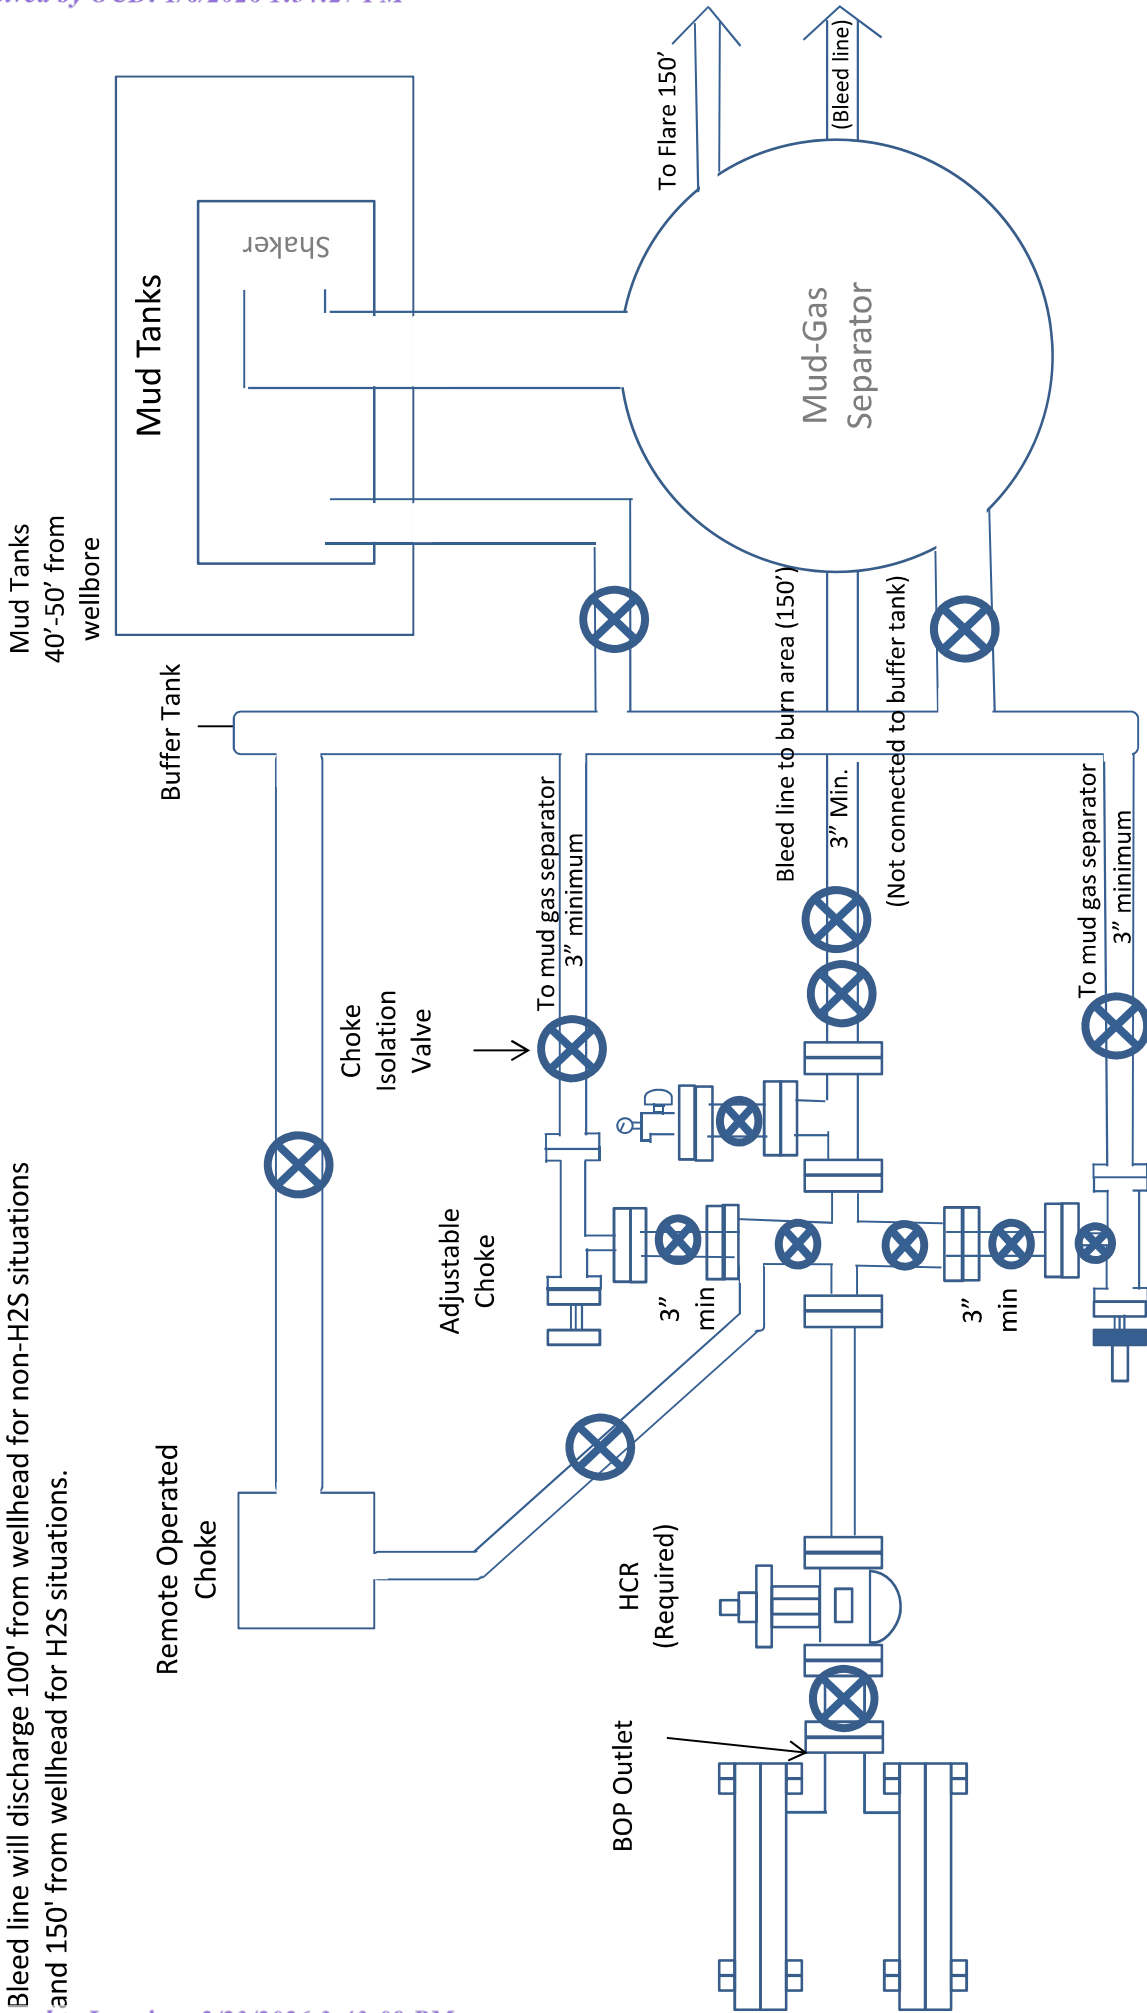 Bleed line will discharge 100' from wellhead for non-H2S situations
and 150' from wellhead for H2S situations.
Mud Tanks
40’-50’ from
wellbore
Mud Tanks
Shaker
Buffer Tank
Remote Operated
Choke
Choke
Isolation
Valve
Adjustable
Choke
To mud gas separator
3” minimum
To Flare 150’
(Bleed line)
Mud-Gas
Separator
Bleed line to burn area (150’)
3” Min.
(Not connected to buffer tank)
3”
min
3”
min
To mud gas separator
3” minimum
HCR
(Required)
BOP Outlet